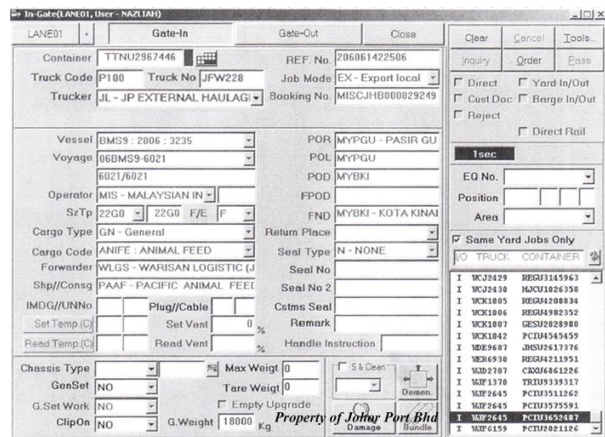 In-Gate(LANE01, User - NAZLIAH)
LANE01 Gate-In Gate-Out Close
Clear Cancel Tools...
Inquiry Order Pass
Container TTNU2967446 REF. No. 206061422506
Truck Code P100 Truck No JFW228 Job Mode EX - Export local
Trucker JL - JP EXTERNAL HAULAGI Booking No. MISCJHB000029249
Direct Yard In/Out
Cust Doc Barge In/Out
Reject
Direct Rail
1sec
Vessel BMS9 : 2006 : 3235 POR MYPGU - PASIR GU
Voyage 06BMS9-6021 POL MYPGU
6021/6021 POD MYBKI
Operator MIS - MALAYSIAN IN FPOD
SzTp 22G0 22G0 F/E F FND MYBKI - KOTA KINAI
Cargo Type GN - General Return Place
Cargo Code ANIFE : ANIMAL FEED Seal Type N - NONE
Forwarder WLGS - WARISAN LOGISTIC (J Seal No
Shp//Consg PAAF - PACIFIC ANIMAL FEEI Seal No 2
IMDG//UNNo Plug//Cable Cstms Seal
Set Temp.(C) Set Vent 0 % Remark
Read Temp.(C) Read Vent % Handle Instruction
EQ No.
Position
Area
Same Yard Jobs Only
I/O TRUCK CONTAINER
I WCJ2429 REGU3145963
I WCJ2430 HJCU1026358
I WCK1005 REGU4208834
I WCK1006 REGU4902352
I WCK1007 GESU2028980
I WCK1042 PCIU4545459
I WDE9687 JHSU2617376
I WER6930 REGU4211951
I WJD2707 CAXU6861226
I WJF1370 TRIU9339317
I WJF2645 PCIU3511262
I WJF2645 PCIU3575591
I WJF2645 PCIU3652487
I WJF6159 PCIU2021126
Chassis Type Max Weigt 0 S & Clean
GenSet NO Tare Weigt 0 Demen.
G.Set Work NO Empty Upgrade
ClipOn NO G.Weight 18000 Kg Damage Bundle
Property of Johor Port Bhd